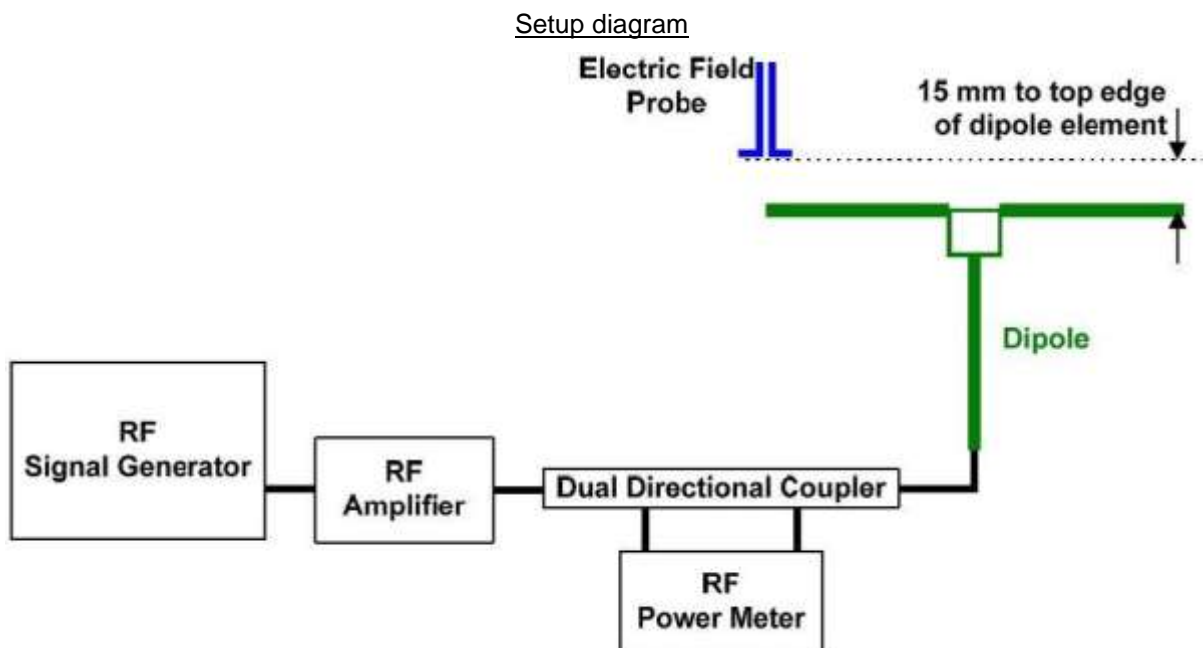 Setup diagram
Electric Field
Probe
15 mm to top edge
of dipole element
Dipole
RF
Signal Generator
RF
Amplifier
Dual Directional Coupler
RF
Power Meter